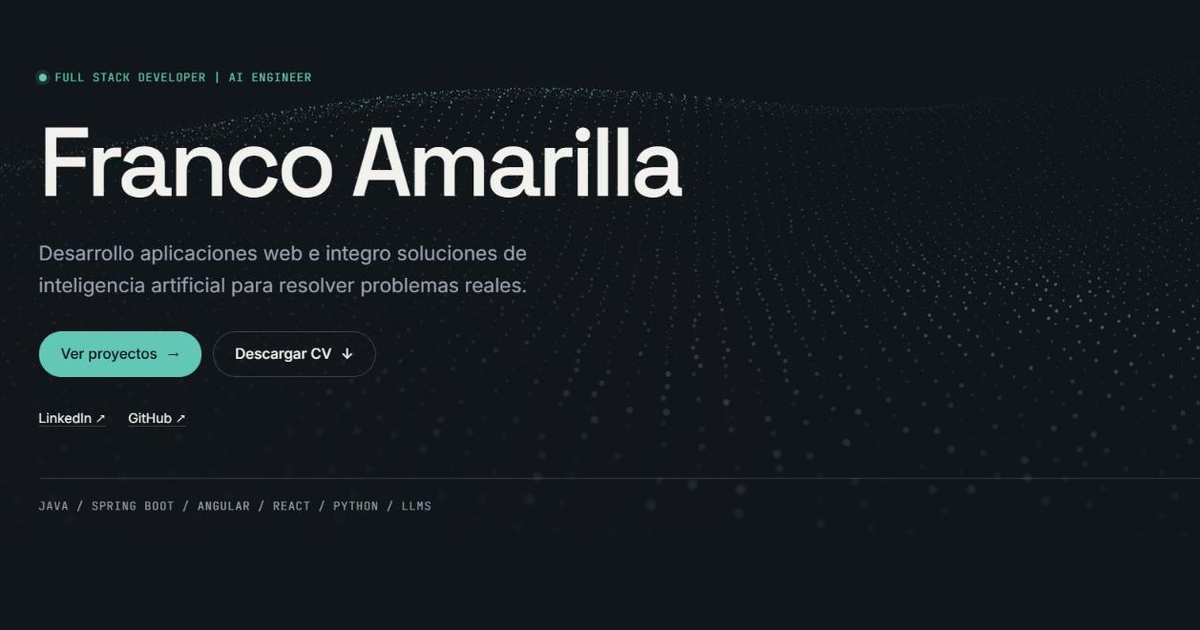 FULL STACK DEVELOPER | AI ENGINEER
Franco Amarilla
Desarrollo aplicaciones web e integro soluciones de
inteligencia artificial para resolver problemas reales.
Ver proyectos →
Descargar CV ↓
LinkedIn ↗
GitHub ↗
JAVA / SPRING BOOT / ANGULAR / REACT / PYTHON / LLMS